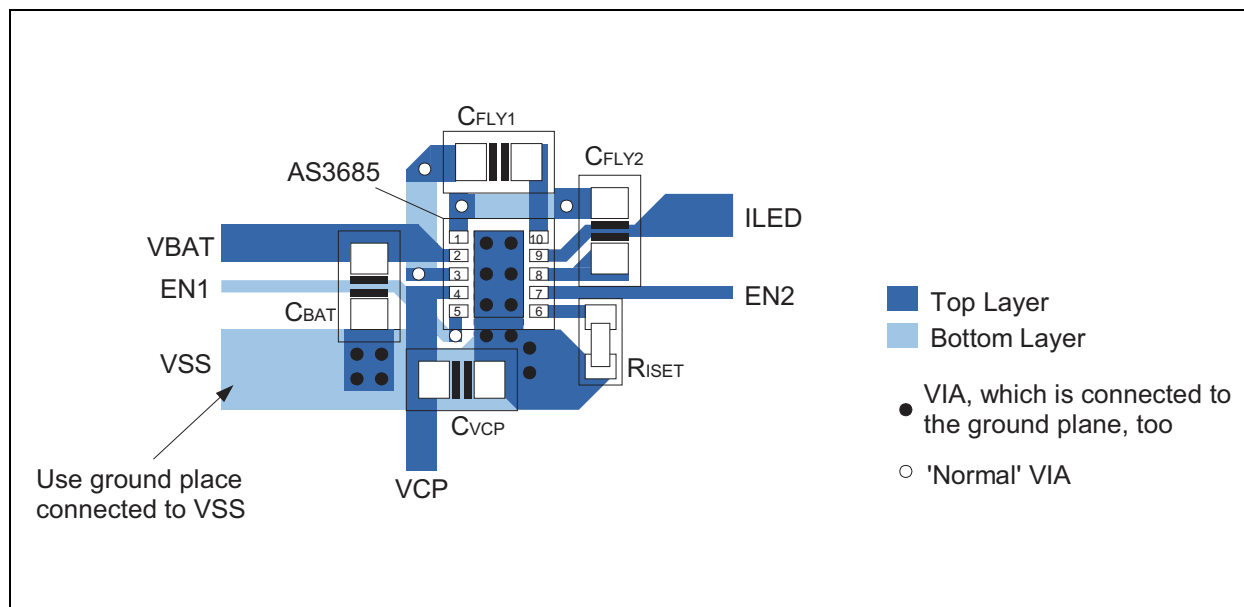 CFLY1
CFLY2
AS3685
ILED
VBAT
1
10
2
9
3
8
EN1
4
7
EN2
CBAT
5
6
Top Layer
Bottom Layer
VSS
RISET
VIA, which is connected to
the ground plane, too
CVCP
Use ground place
connected to VSS
VCP
'Normal' VIA